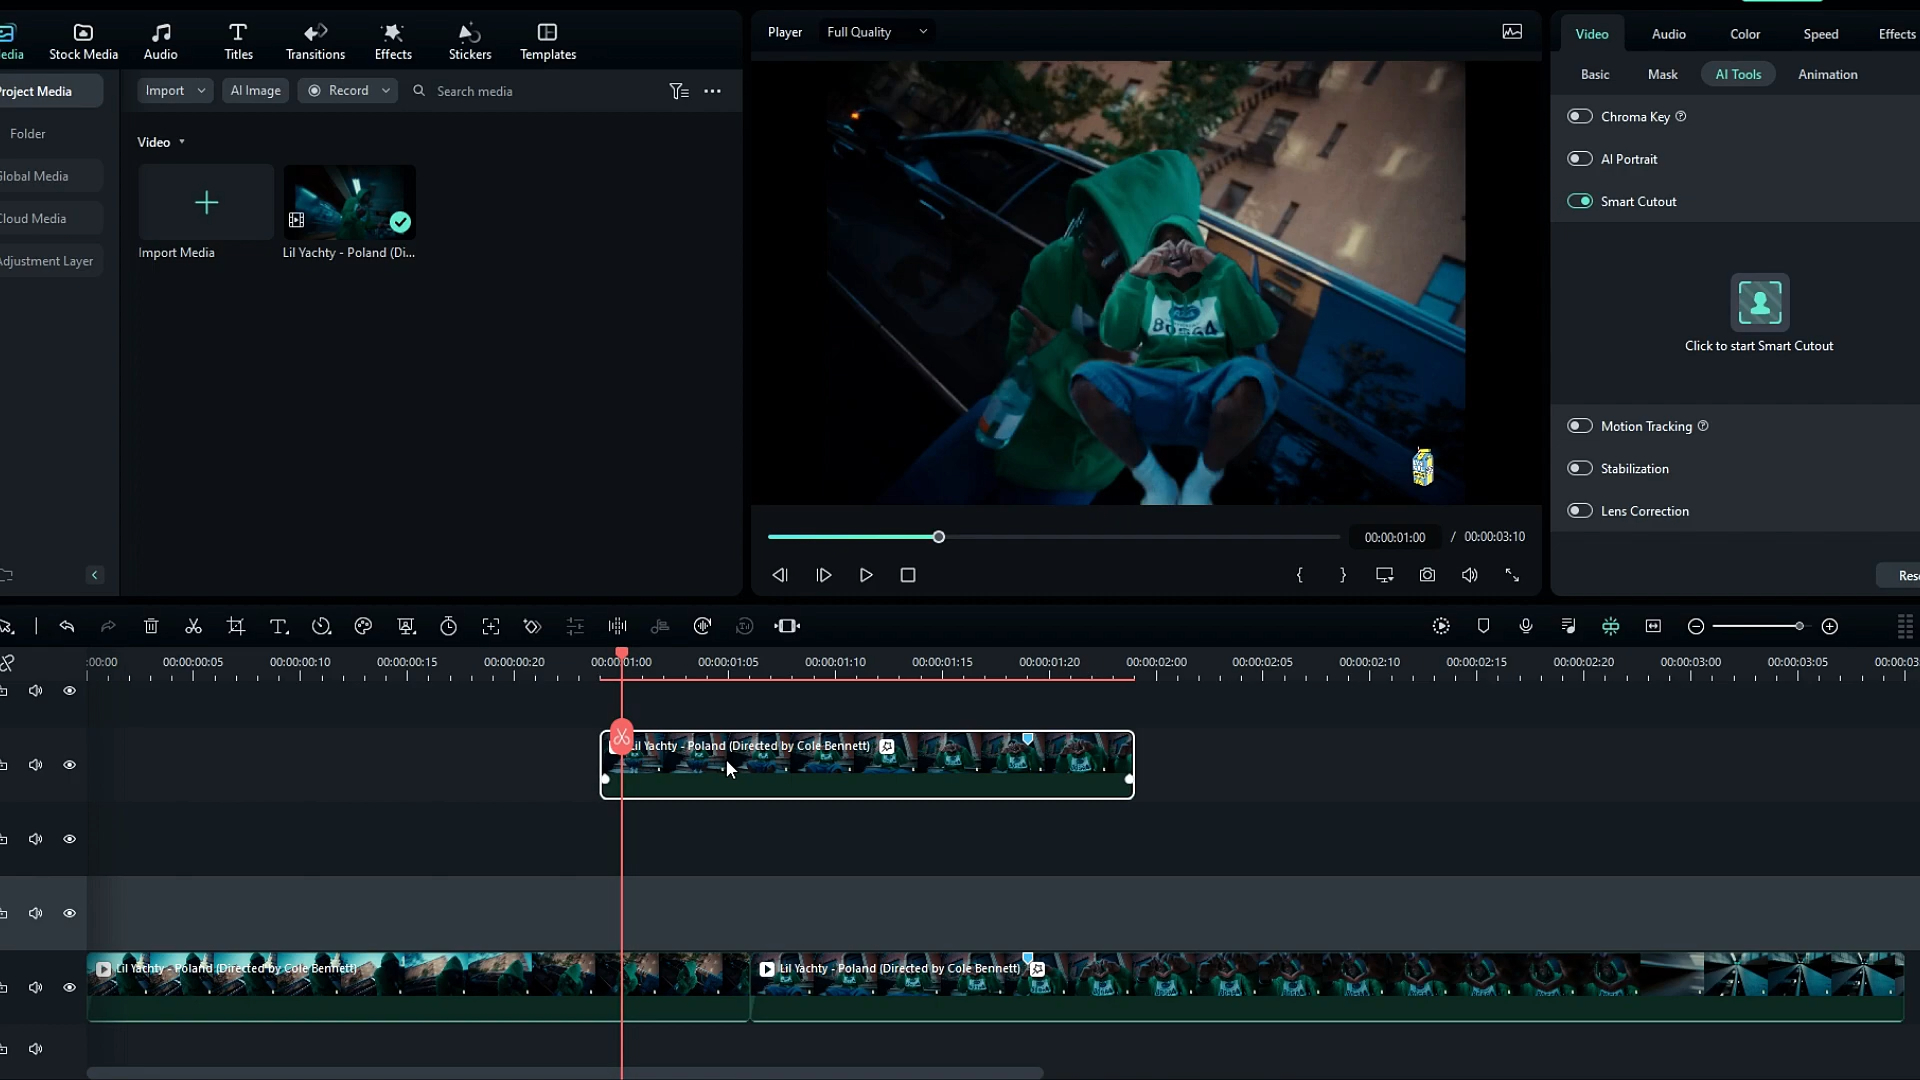 edia
Stock Media
Audio
Titles
Transitions
Effects
Stickers
Templates
Project Media
Folder
Global Media
Cloud Media
Adjustment Layer
Import
AI Image
Record
Search media
Video
Import Media
Lil Yachty - Poland (Di...
Player
Full Quality
00:00:01:00 / 00:00:03:10
Video
Audio
Color
Speed
Effects
Basic
Mask
AI Tools
Animation
Chroma Key
AI Portrait
Smart Cutout
Click to start Smart Cutout
Motion Tracking
Stabilization
Lens Correction
Rese
:00:00
00:00:00:05
00:00:00:10
00:00:00:15
00:00:00:20
00:00:01:00
00:00:01:05
00:00:01:10
00:00:01:15
00:00:01:20
00:00:02:00
00:00:02:05
00:00:02:10
00:00:02:15
00:00:02:20
00:00:03:00
00:00:03:05
00:00:03
Lil Yachty - Poland (Directed by Cole Bennett)
Lil Yachty - Poland (Directed by Cole Bennett)
Lil Yachty - Poland (Directed by Cole Bennett)